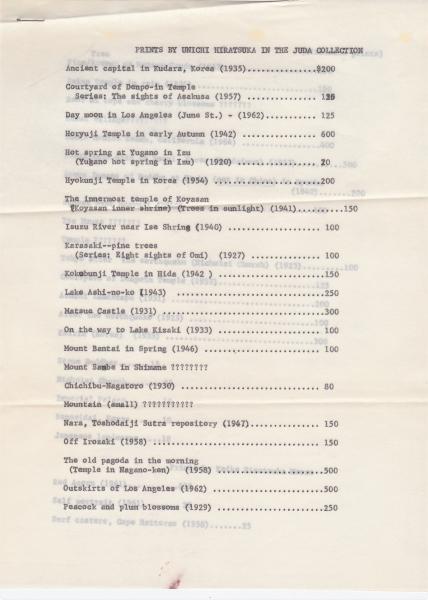 PRINTS BY UNICHI HIRATSUKA IN THE JUDA COLLECTION
Ancient capital in Kudara, Korea (1935)...............$200
Courtyard of Denpo-in Temple
Series: The sights of Asakusa (1957) ............
Day moon in Los Angeles (June St.) - (1962)............ 125
Horyuji Temple in early Autumn (1942) ................. 600
Hot spring at Yugano in Izu
(Yugano hot spring in Izu) (1920) ................ 20
Hyokunji Temple in Korea (1954) .......................200
The innermost temple of Koyasan
(Koyasan inner shrine) (Trees in sunlight) (1941)...........150
Isuzu River near Ise Shrine (1940) .................... 100
Karasaki--pine trees
(Series: Eight sights of Omi) (1927) ............. 100
Kokubunji Temple in Hida (1942 ) ......................150
Lake Ashi-no-ko (1943) ................................250
Matsue Castle (1931) ..................................300
On the way to Lake Kizaki (1933) ...................... 100
Mount Bantai in Spring (1946) ......................... 100
Mount Sambe in Shimane ????????
Chichibu-Nagatoro (1930) .............................. 80
Mountain (small) ???????????
Nara, Toshodaiji Sutra repository (1947)............... 150
Off Irozaki (1958) .................................... 150
The old pagoda in the morning
(Temple in Nagano-ken) (1958) ....................500
Outskirts of Los Angeles (1962) .......................500
Peacock and plum blossoms (1929) ......................250